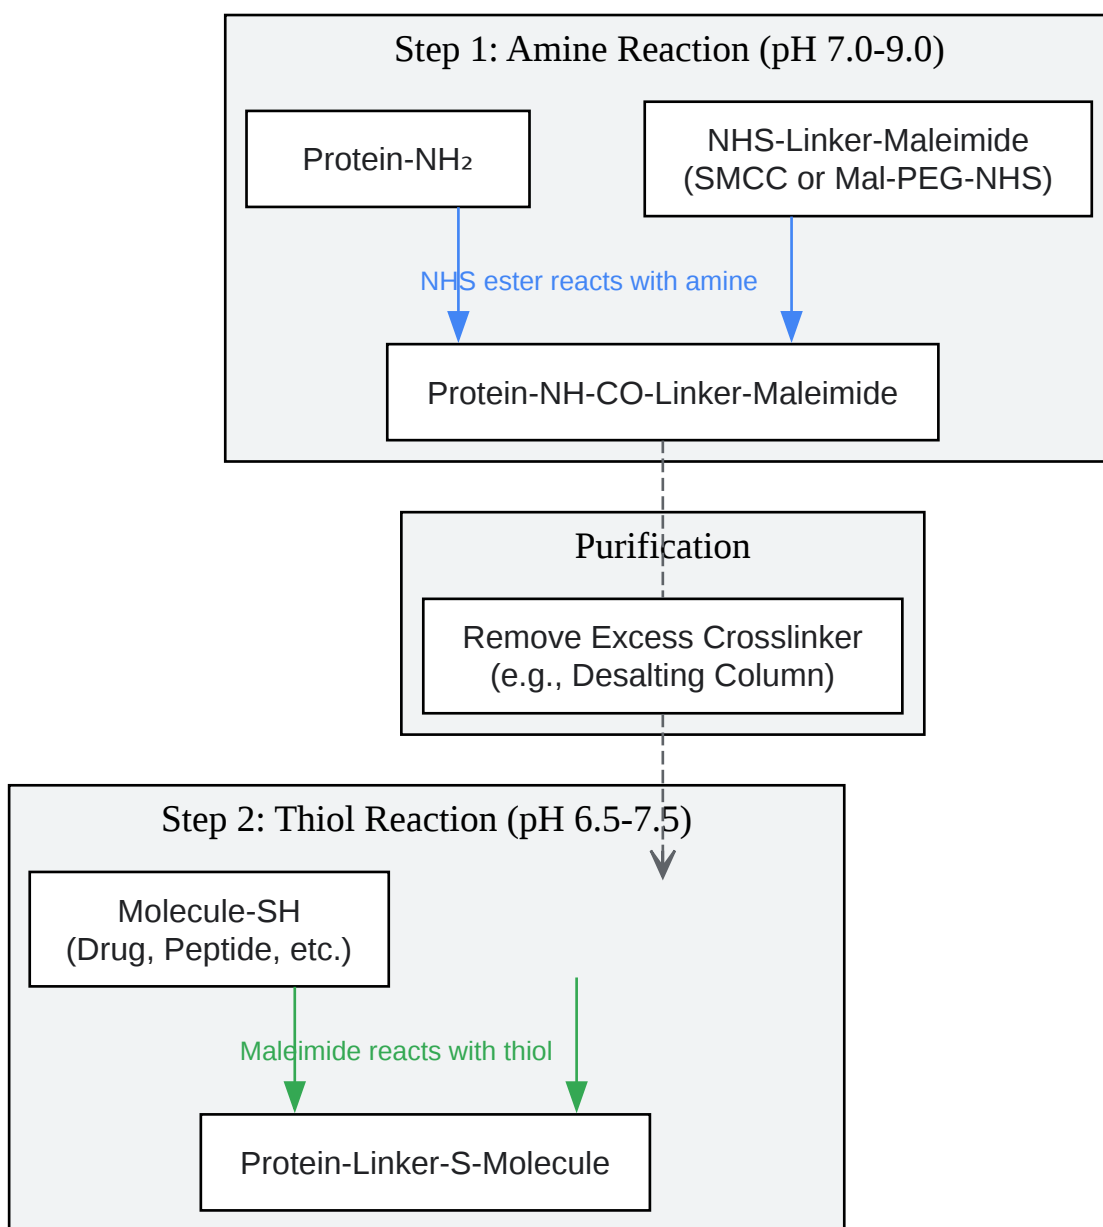 Step 1: Amine Reaction (pH 7.0-9.0)
Protein-NH₂
NHS-Linker-Maleimide
(SMCC or Mal-PEG-NHS)
NHS ester reacts with amine
Protein-NH-CO-Linker-Maleimide
Purification
Remove Excess Crosslinker
(e.g., Desalting Column)
Step 2: Thiol Reaction (pH 6.5-7.5)
Molecule-SH
(Drug, Peptide, etc.)
Maleimide reacts with thiol
Protein-Linker-S-Molecule